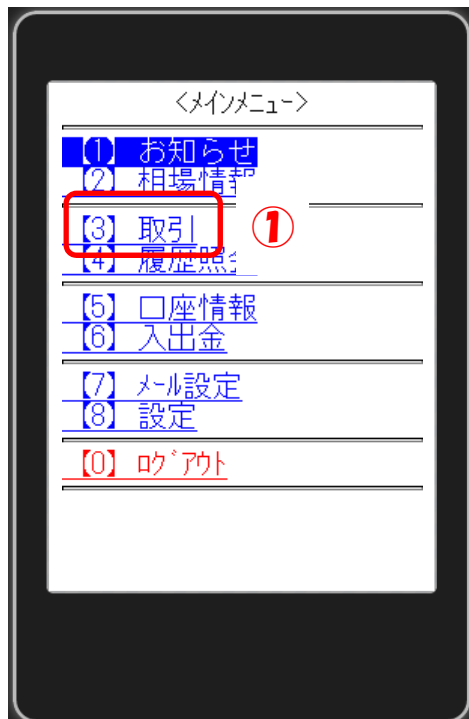 <メインメニュー>
【1】 お知らせ
【2】 相場情報
【3】 取引
①
【4】 履歴照
【5】 口座情報
【6】 入出金
【7】 メール設定
【8】 設定
【0】 ログアウト